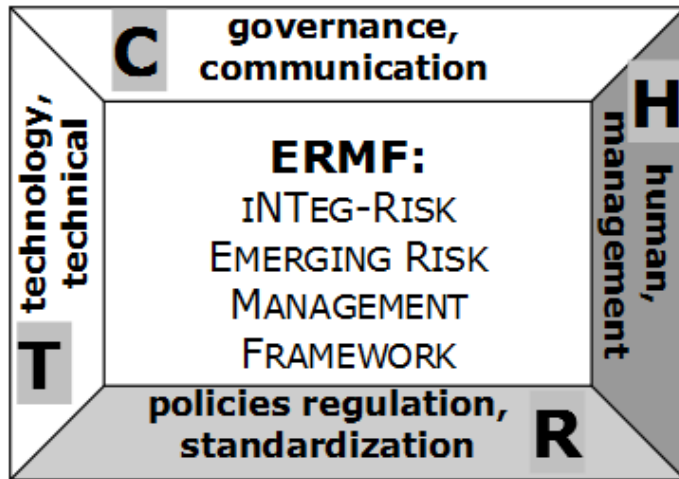 C
governance,
communication
H
human,
management
technology,
technical
T
ERMF:
iNTeg-Risk
Emerging Risk
Management
Framework
policies regulation,
standardization
R